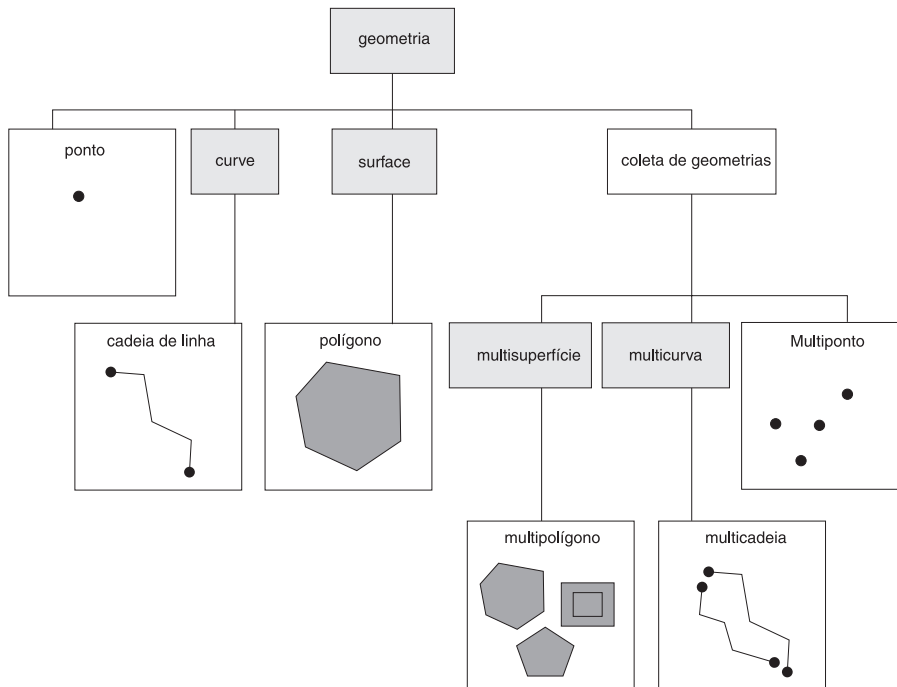 geometria
ponto
curve
surface
coleta de geometrias
cadeia de linha
polígono
multisuperfície
multicurva
Multiponto
multipolígono
multicadeia